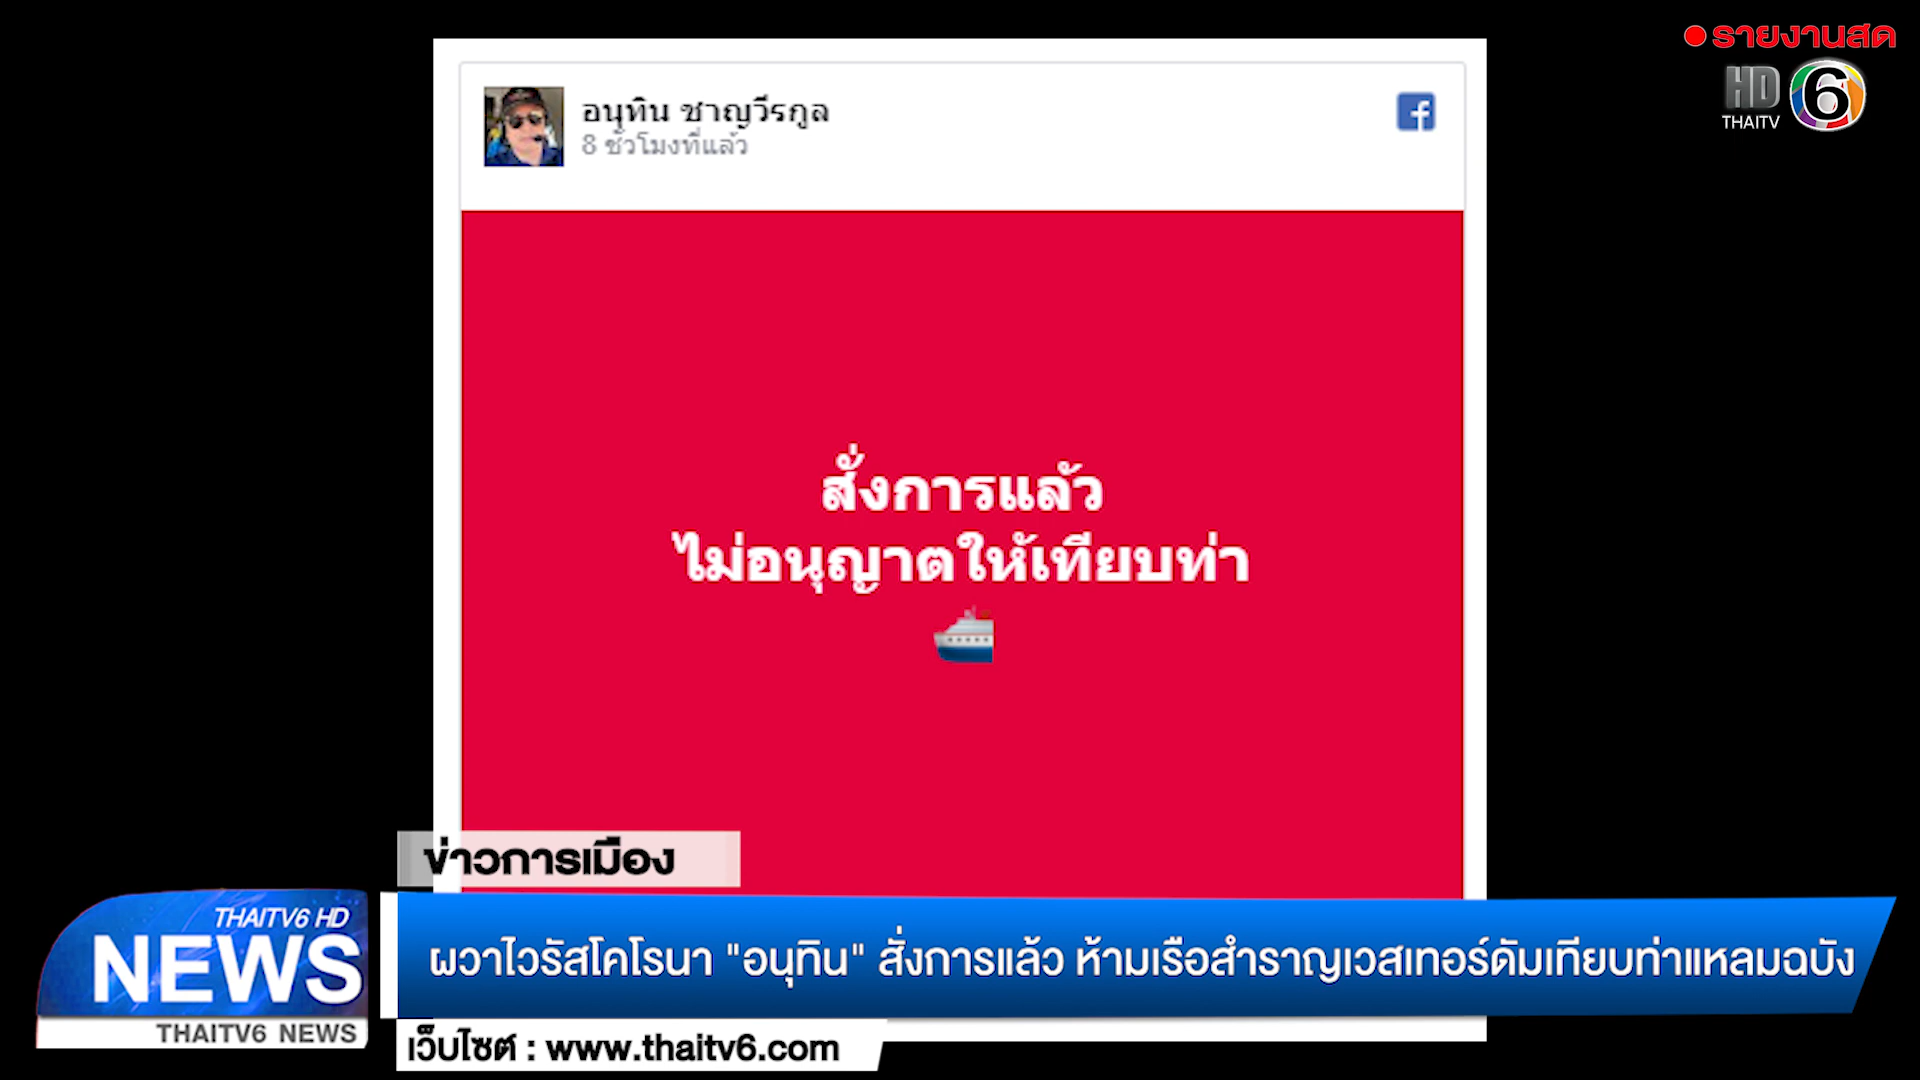 รายงานสด
HD
THAITV
6
อนุทิน ชาญวีรกูล
8 ชั่วโมงที่แล้ว
สั่งการแล้ว
ไม่อนุญาตให้เทียบท่า
ข่าวการเมือง
THAITV6 HD
NEWS
THAITV6 NEWS
ผวาไวรัสโคโรนา "อนุทิน" สั่งการแล้ว ห้ามเรือสำราญเวสเทอร์ดัมเทียบท่าแหลมฉบัง
เว็บไซต์ : www.thaitv6.com